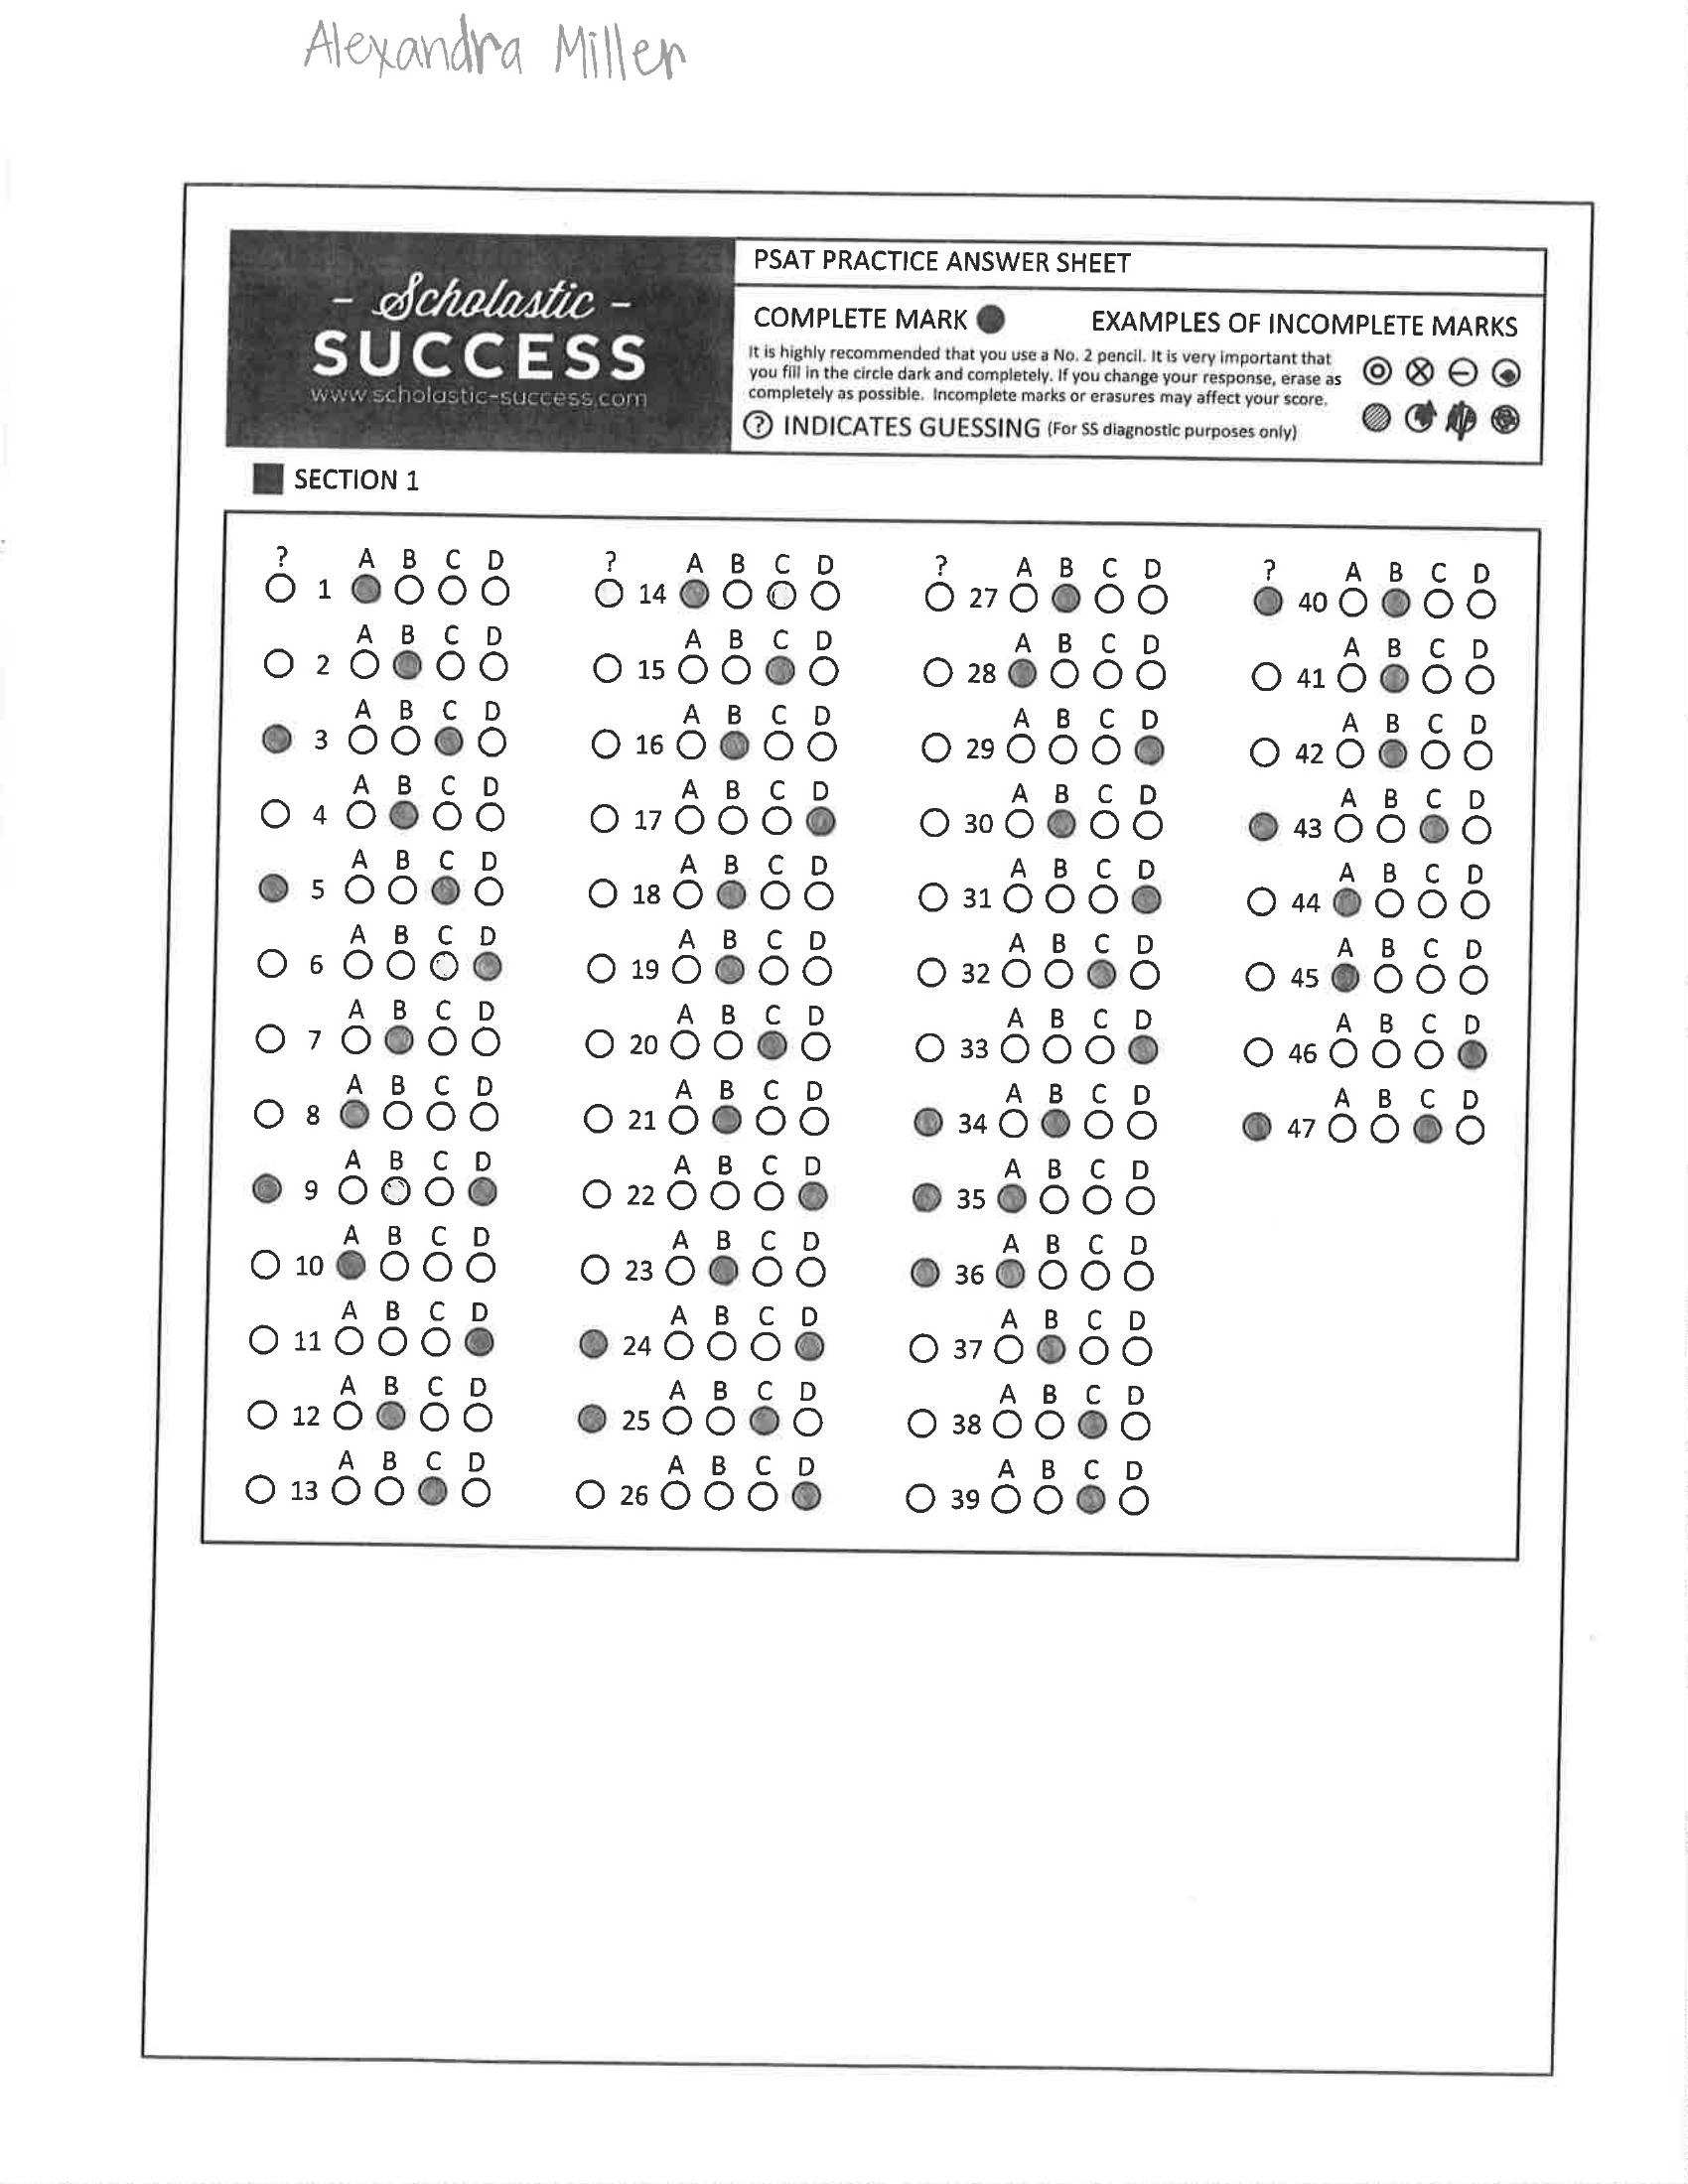 Alexandra Miller
- Scholastic -
SUCCESS
www.scholastic-success.com
PSAT PRACTICE ANSWER SHEET
COMPLETE MARK
EXAMPLES OF INCOMPLETE MARKS
It is highly recommended that you use a No. 2 pencil. It is very important that
you fill in the circle dark and completely. If you change your response, erase as
completely as possible. Incomplete marks or erasures may affect your score.
? INDICATES GUESSING (For SS diagnostic purposes only)
SECTION 1
? A B C D
1
A B C D
2
A B C D
3
A B C D
4
A B C D
5
A B C D
6
A B C D
7
A B C D
8
A B C D
9
A B C D
10
A B C D
11
A B C D
12
A B C D
13
? A B C D
14
A B C D
15
A B C D
16
A B C D
17
A B C D
18
A B C D
19
A B C D
20
A B C D
21
A B C D
22
A B C D
23
A B C D
24
A B C D
25
A B C D
26
? A B C D
27
A B C D
28
A B C D
29
A B C D
30
A B C D
31
A B C D
32
A B C D
33
A B C D
34
A B C D
35
A B C D
36
A B C D
37
A B C D
38
A B C D
39
? A B C D
40
A B C D
41
A B C D
42
A B C D
43
A B C D
44
A B C D
45
A B C D
46
A B C D
47